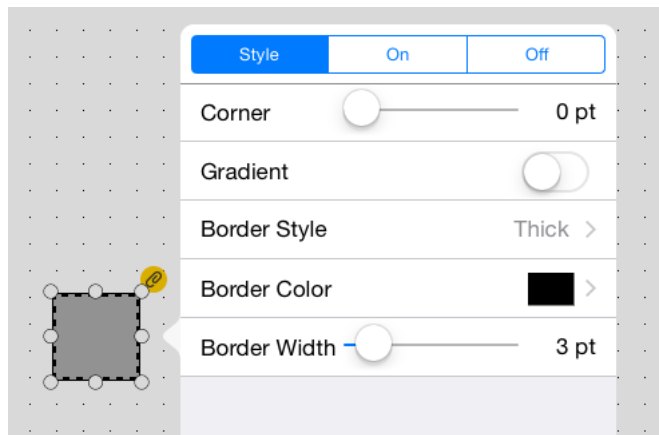 Style On Off
Corner 0 pt
Gradient
Border Style Thick
Border Color
Border Width 3 pt